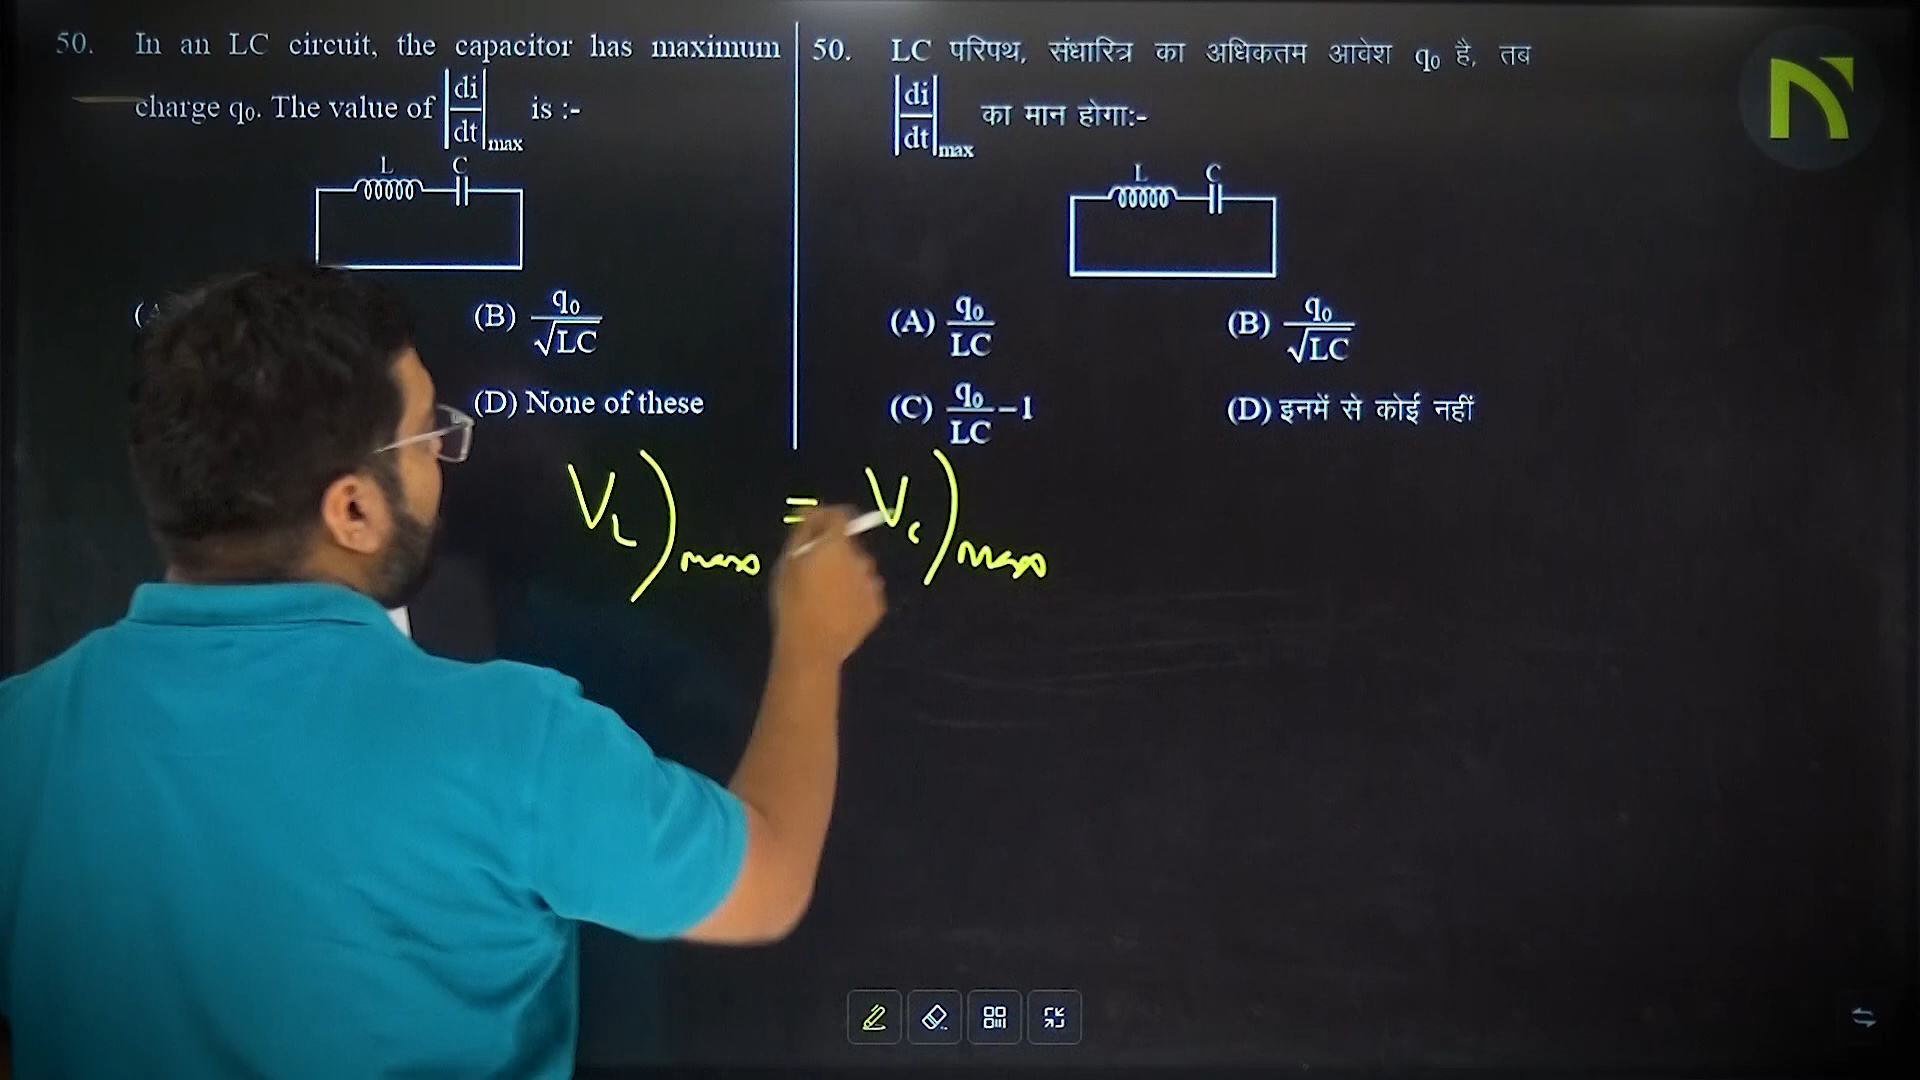 50. In an LC circuit, the capacitor has maximum
charge q₀. The value of |di/dt|max is :-
L C
(B) q₀/√LC
(D) None of these
50. LC परिपथ, संधारित्र का अधिकतम आवेश q₀ है, तब
|di/dt|max का मान होगा:-
L C
(A) q₀/LC (B) q₀/√LC
(C) q₀/LC −1 (D) इनमें से कोई नहीं
V_L)max = V_c)max